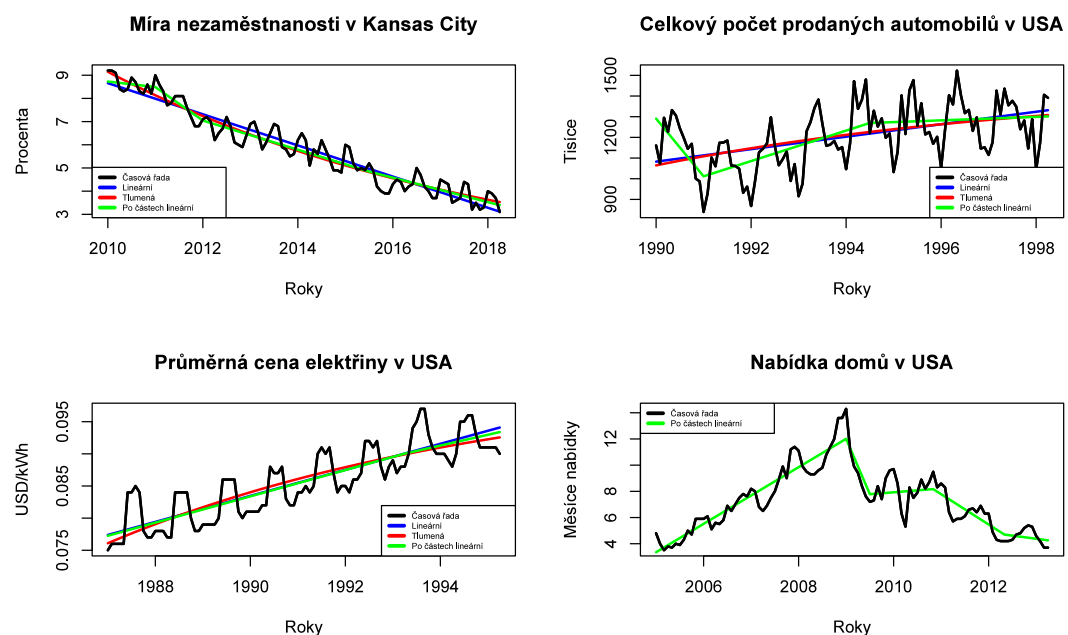 Míra nezaměstnanosti v Kansas City
Procenta
9
7
5
3
Časová řada
Lineární
Tlumená
Po částech lineární
2010 2012 2014 2016 2018
Roky
Celkový počet prodaných automobilů v USA
Tisíce
1500
1200
900
Časová řada
Lineární
Tlumená
Po částech lineární
1990 1992 1994 1996 1998
Roky
Průměrná cena elektřiny v USA
USD/kWh
0.095
0.085
0.075
Časová řada
Lineární
Tlumená
Po částech lineární
1988 1990 1992 1994
Roky
Nabídka domů v USA
Měsíce nabídky
12
8
6
4
Časová řada
Po částech lineární
2006 2008 2010 2012
Roky